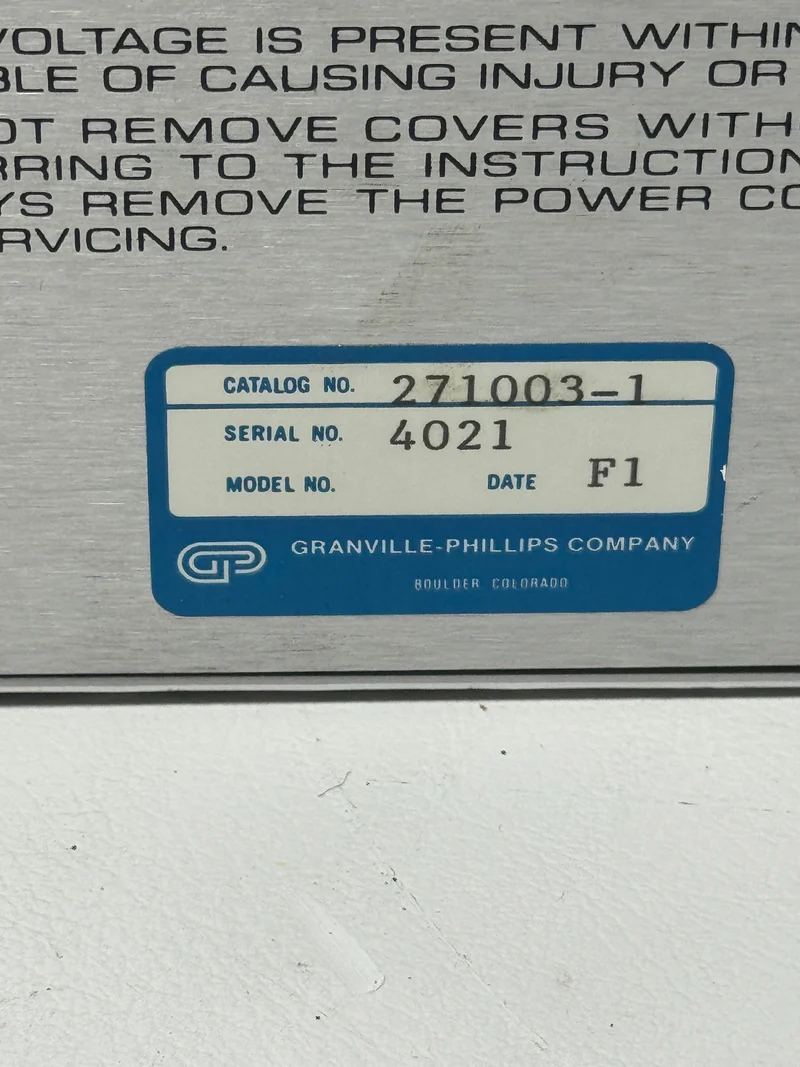 VOLTAGE IS PRESENT WITHIN
BLE OF CAUSING INJURY OR
OT REMOVE COVERS WITH
RRING TO THE INSTRUCTION
YS REMOVE THE POWER CO
RVICING.
CATALOG NO. 271003-1
SERIAL NO. 4021
MODEL NO. DATE F1
GP GRANVILLE-PHILLIPS COMPANY
BOULDER COLORADO